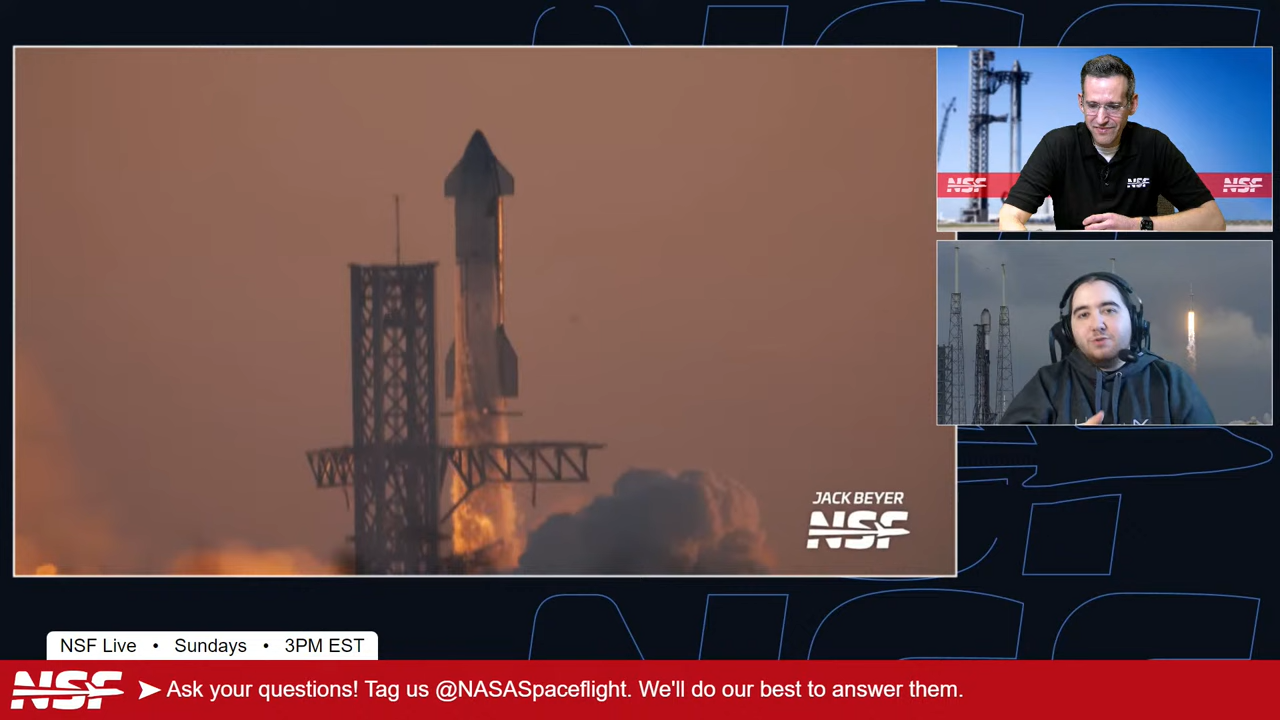 NSF
NSF
NSF
JACK BEYER
NSF
NSF Live • Sundays • 3PM EST
NSF
Ask your questions! Tag us @NASASpaceflight. We'll do our best to answer them.